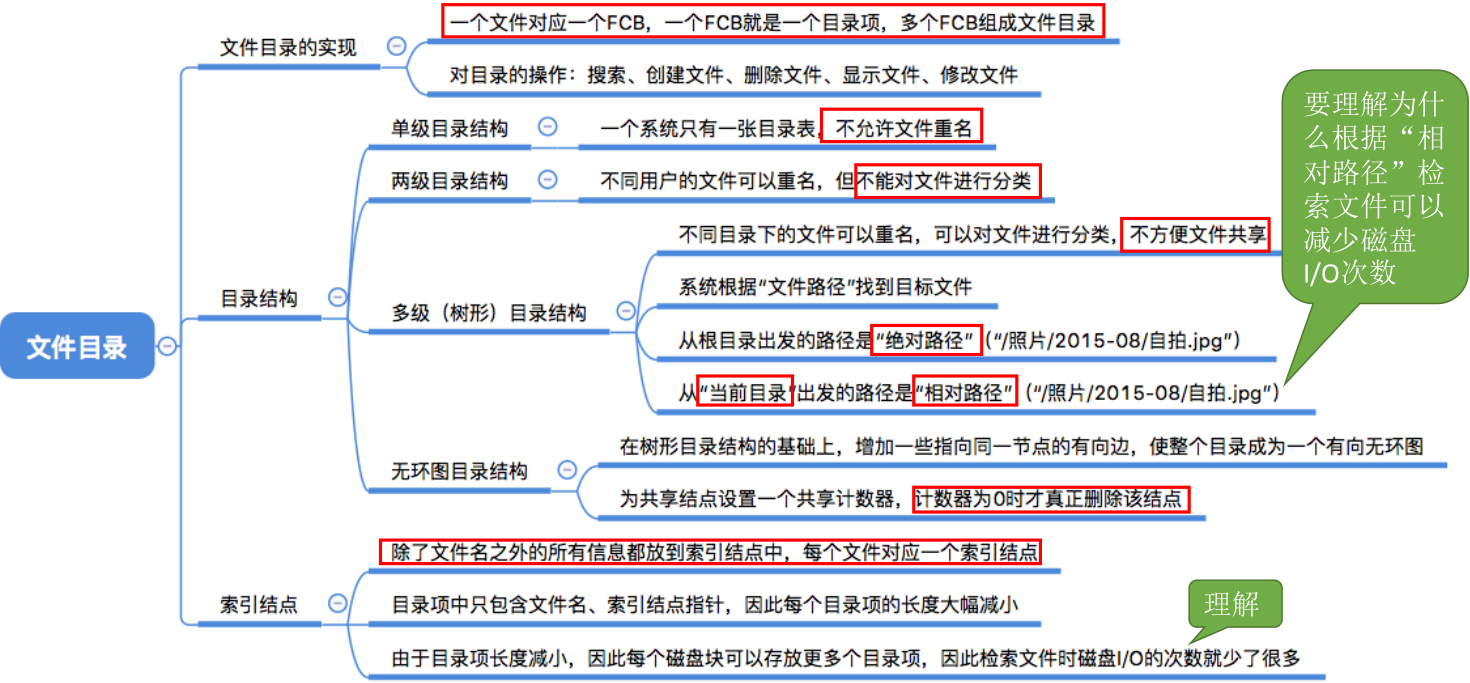 文件目录
文件目录的实现
一个文件对应一个FCB，一个FCB就是一个目录项，多个FCB组成文件目录
对目录的操作：搜索、创建文件、删除文件、显示文件、修改文件
目录结构
单级目录结构
一个系统只有一张目录表，不允许文件重名
两级目录结构
不同用户的文件可以重名，但不能对文件进行分类
多级（树形）目录结构
不同目录下的文件可以重名，可以对文件进行分类，不方便文件共享
系统根据“文件路径”找到目标文件
从根目录出发的路径是“绝对路径”（“/照片/2015-08/自拍.jpg”）
从“当前目录”出发的路径是“相对路径”（“/照片/2015-08/自拍.jpg”）
要理解为什
么根据“相
对路径”检
索文件可以
减少磁盘
I/O次数
无环图目录结构
在树形目录结构的基础上，增加一些指向同一节点的有向边，使整个目录成为一个有向无环图
为共享结点设置一个共享计数器，计数器为0时才真正删除该结点
索引结点
除了文件名之外的所有信息都放到索引结点中，每个文件对应一个索引结点
目录项中只包含文件名、索引结点指针，因此每个目录项的长度大幅减小
由于目录项长度减小，因此每个磁盘块可以存放更多个目录项，因此检索文件时磁盘I/O的次数就少了很多
理解